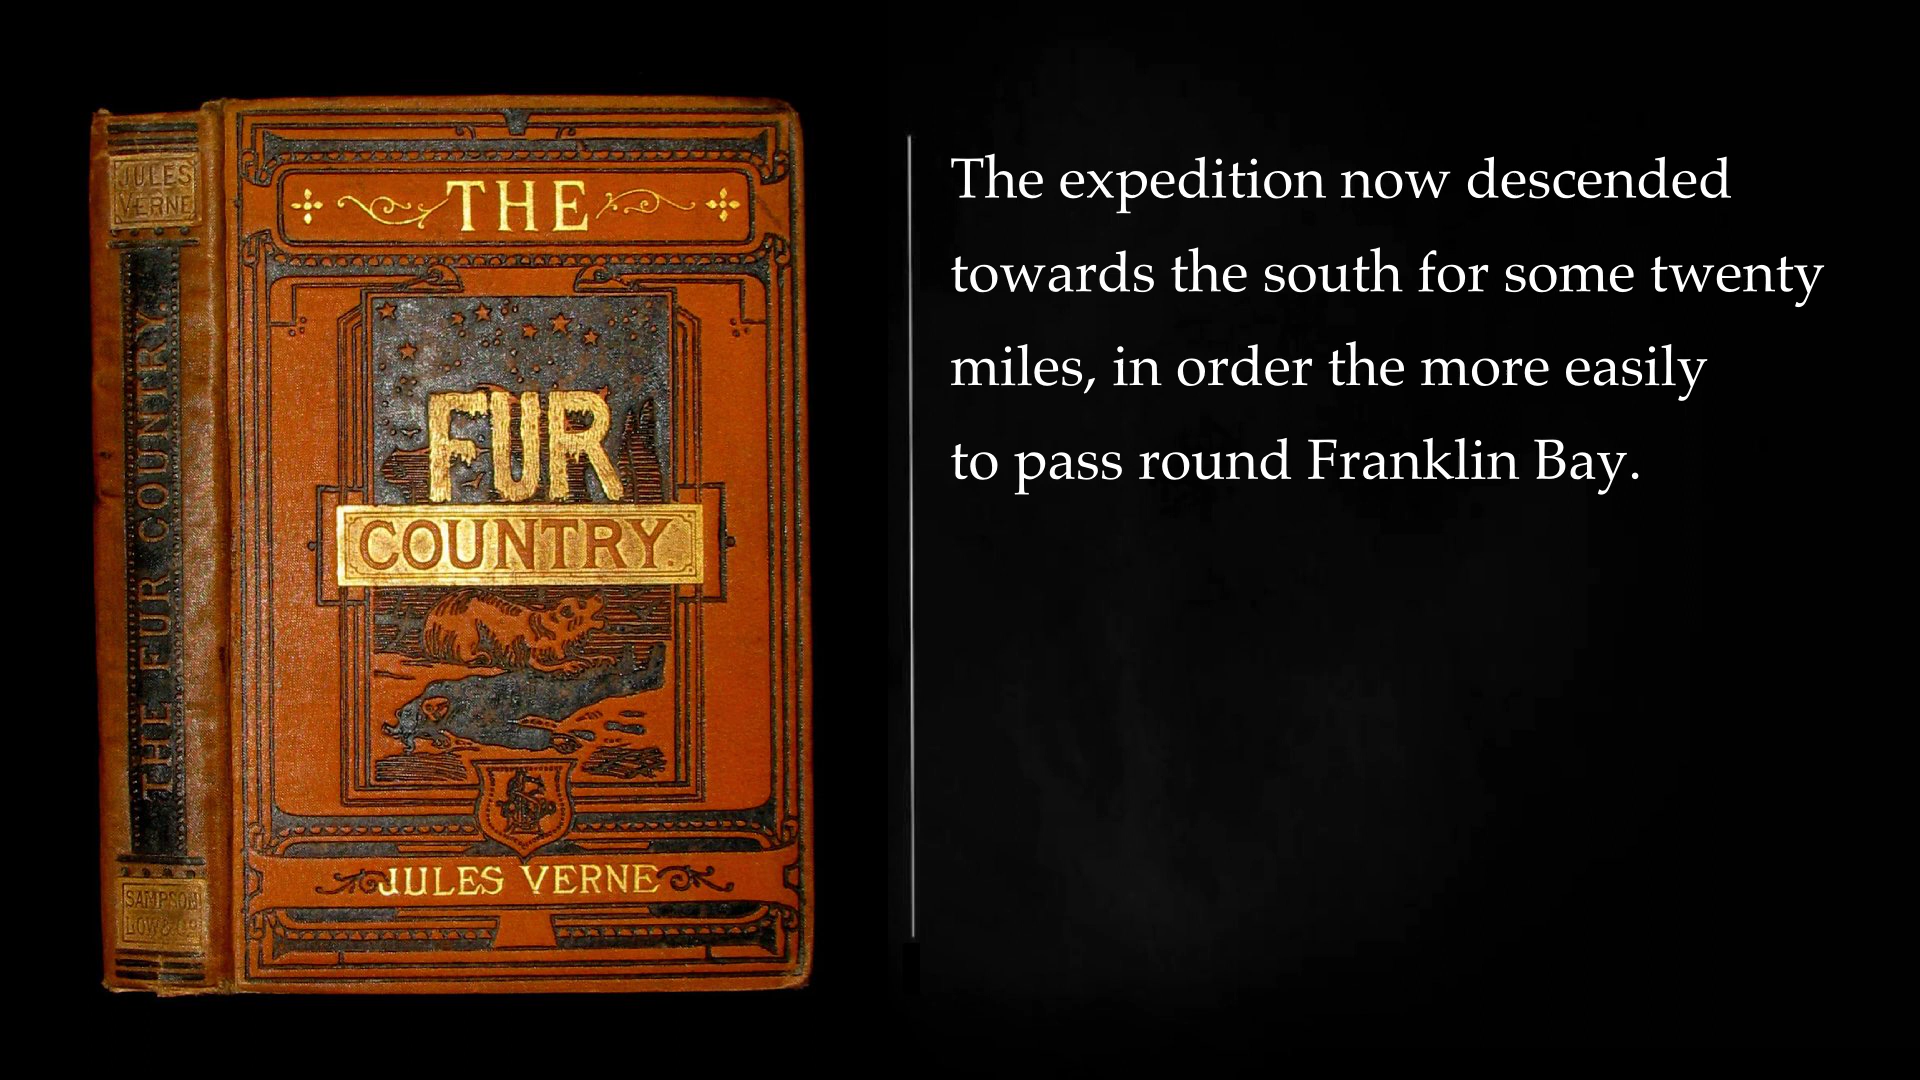 JULES
VERNE
THE FUR COUNTRY.
SAMPSON
LOW & Co
THE
FUR
COUNTRY.
JULES VERNE
The expedition now descended
towards the south for some twenty
miles, in order the more easily
to pass round Franklin Bay.